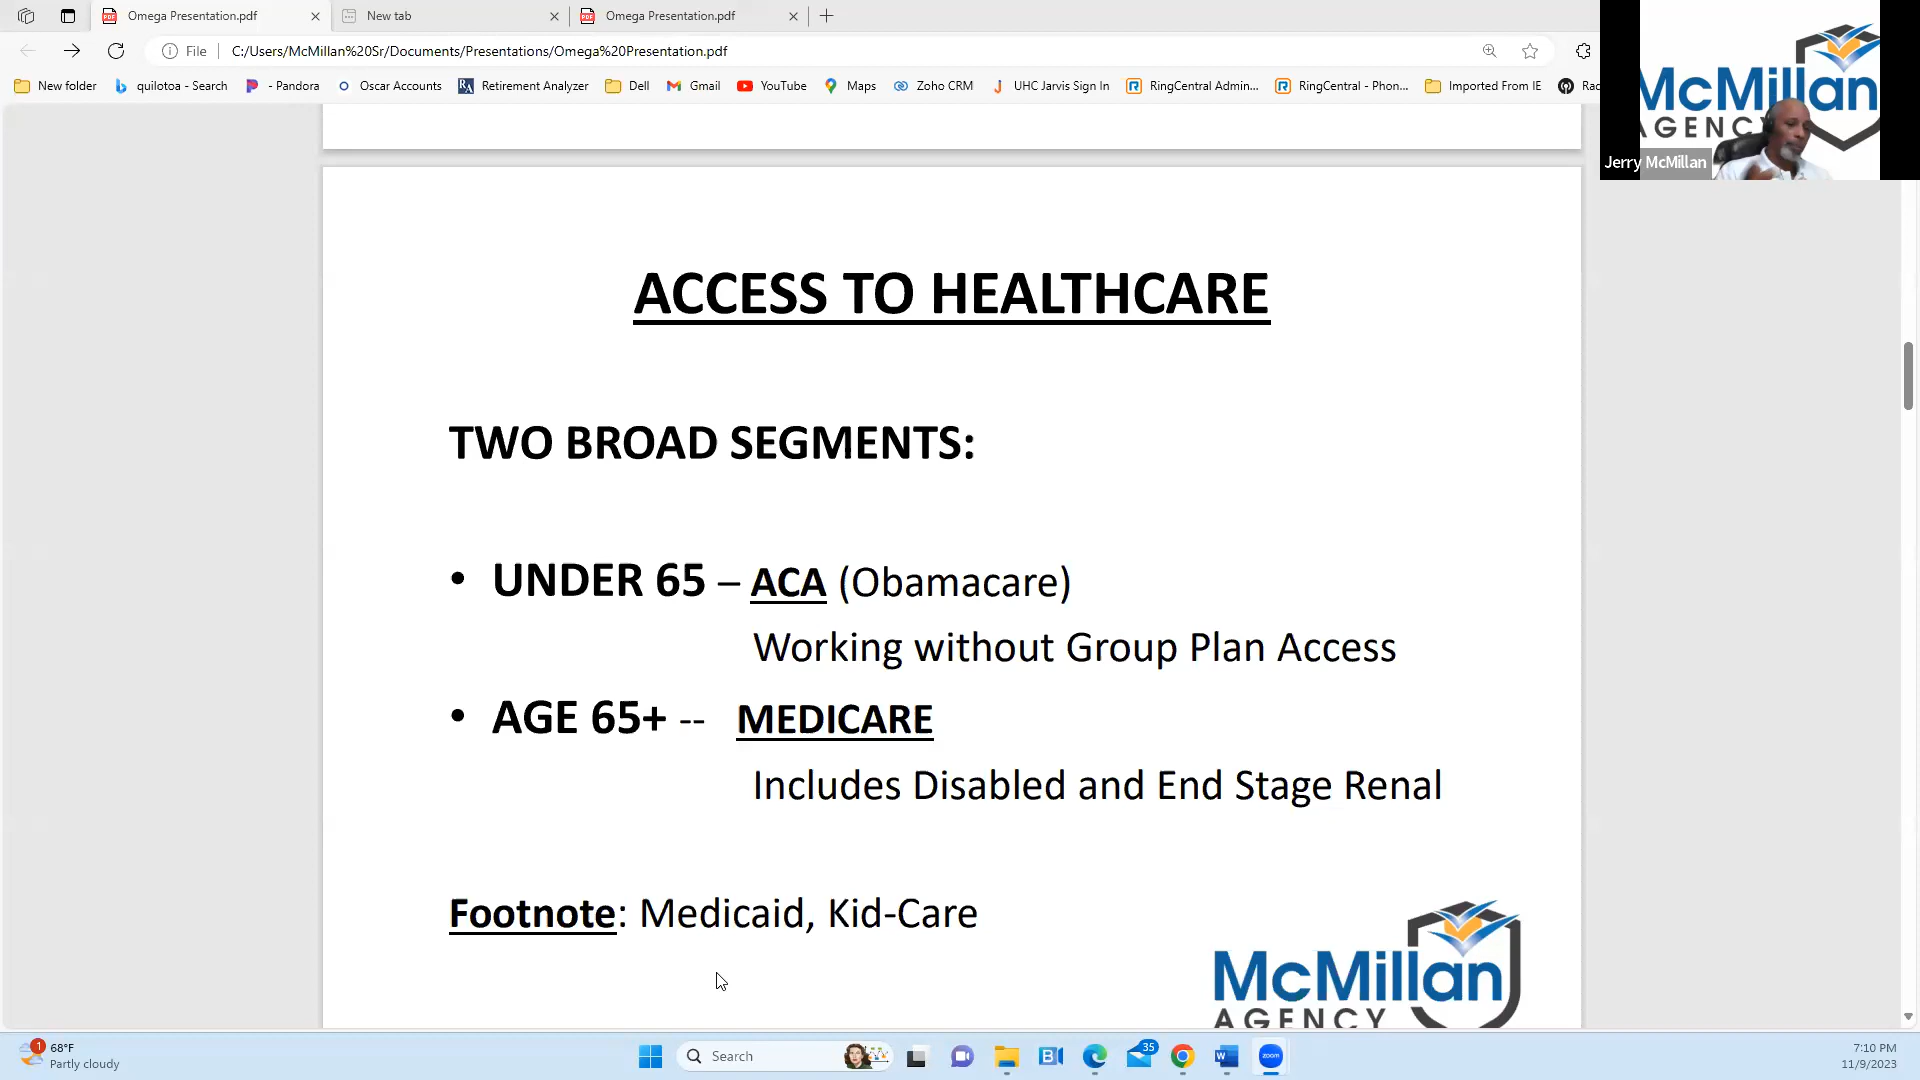 Omega Presentation.pdf
New tab
Omega Presentation.pdf
File
C:/Users/McMillan%20Sr/Documents/Presentations/Omega%20Presentation.pdf
New folder
quilotoa - Search
- Pandora
Oscar Accounts
RA
Retirement Analyzer
Dell
Gmail
YouTube
Maps
Zoho CRM
UHC Jarvis Sign In
RingCentral Admin...
RingCentral - Phon...
Imported From IE
McMillan
AGENCY
Jerry McMillan
ACCESS TO HEALTHCARE
TWO BROAD SEGMENTS:
• UNDER 65 – ACA (Obamacare)
Working without Group Plan Access
• AGE 65+ -- MEDICARE
Includes Disabled and End Stage Renal
Footnote: Medicaid, Kid-Care
McMillan
AGENCY
1
68°F
Partly cloudy
Search
35
zoom
7:10 PM
11/9/2023